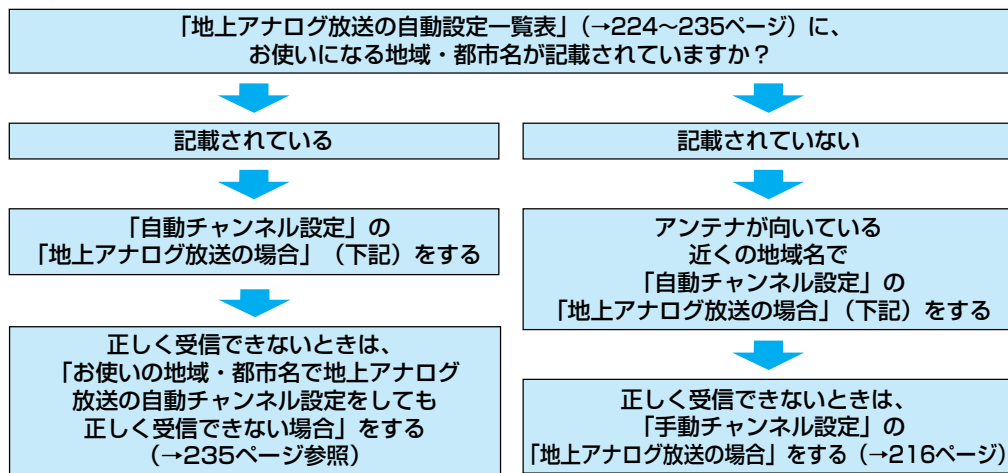 「地上アナログ放送の自動設定一覧表」（→224～235ページ）に、
お使いになる地域・都市名が記載されていますか？
記載されている
「自動チャンネル設定」の
「地上アナログ放送の場合」（下記）をする
正しく受信できないときは、
「お使いの地域・都市名で地上アナログ
放送の自動チャンネル設定をしても
正しく受信できない場合」をする
（→235ページ参照）
記載されていない
アンテナが向いている
近くの地域名で
「自動チャンネル設定」の
「地上アナログ放送の場合」（下記）をする
正しく受信できないときは、
「手動チャンネル設定」の
「地上アナログ放送の場合」をする（→216ページ）